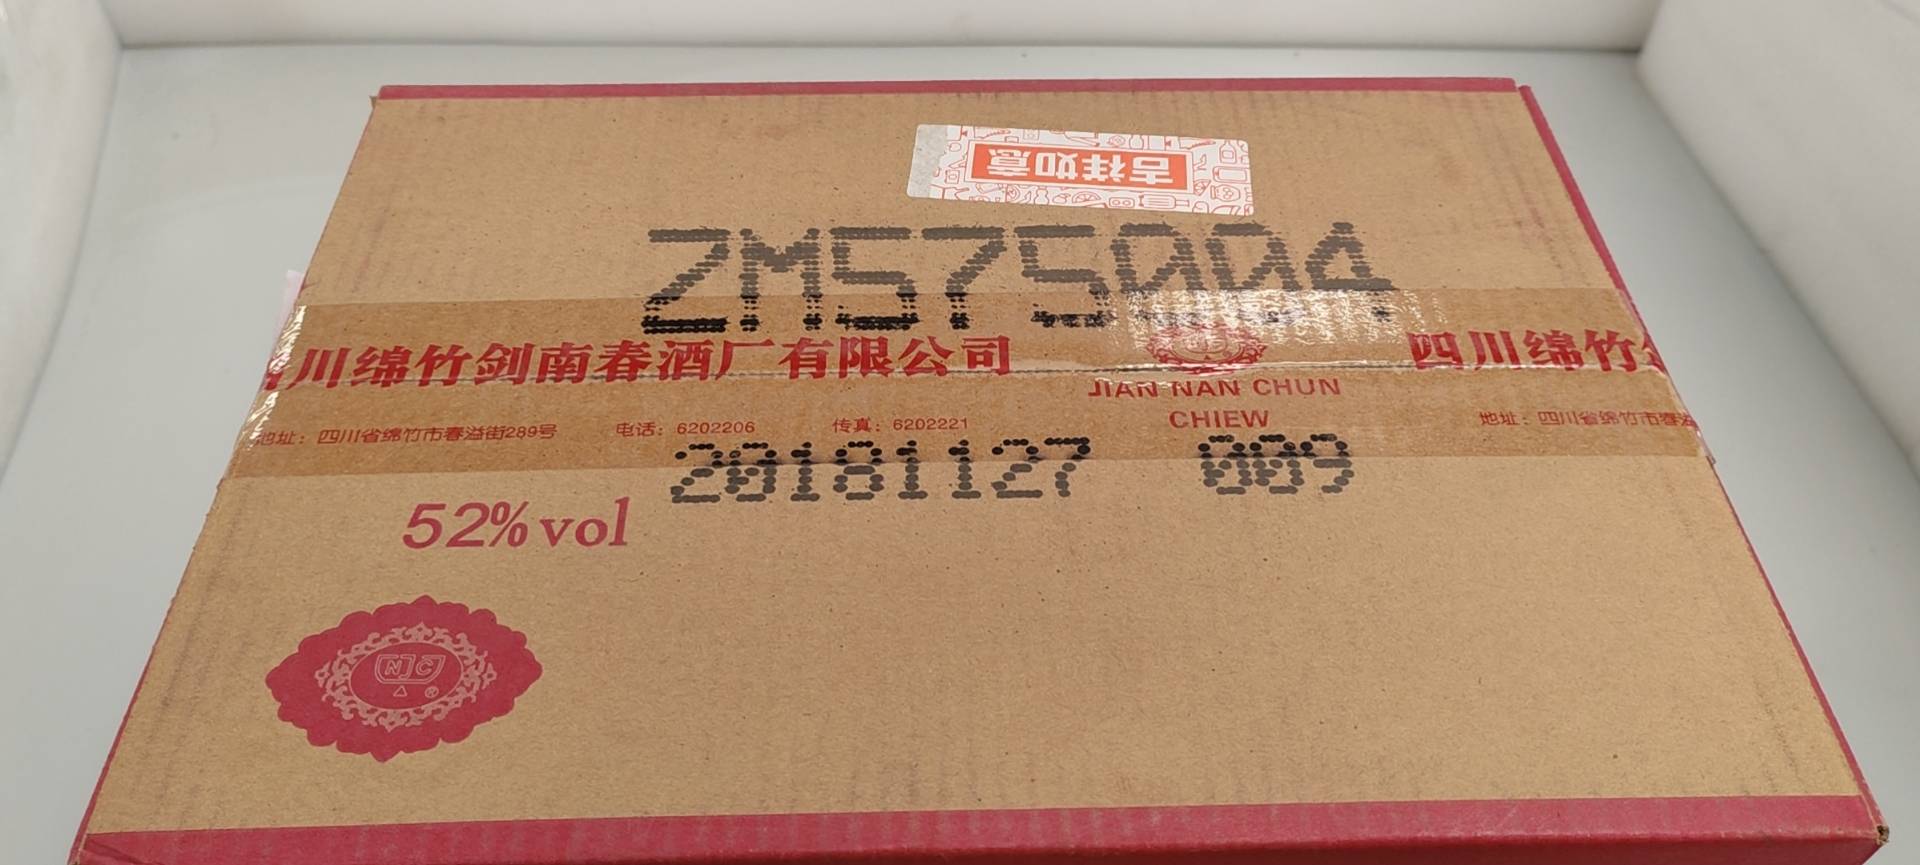 吉祥如意
ZM575004
川绵竹剑南春酒厂有限公司
四川绵竹
JIAN NAN CHUN
CHIEW
地址：四川省绵竹市春溢街289号 电话：6202206 传真：6202221
地址：四川省绵竹市春溢
20181127 009
52%vol
NJC
®